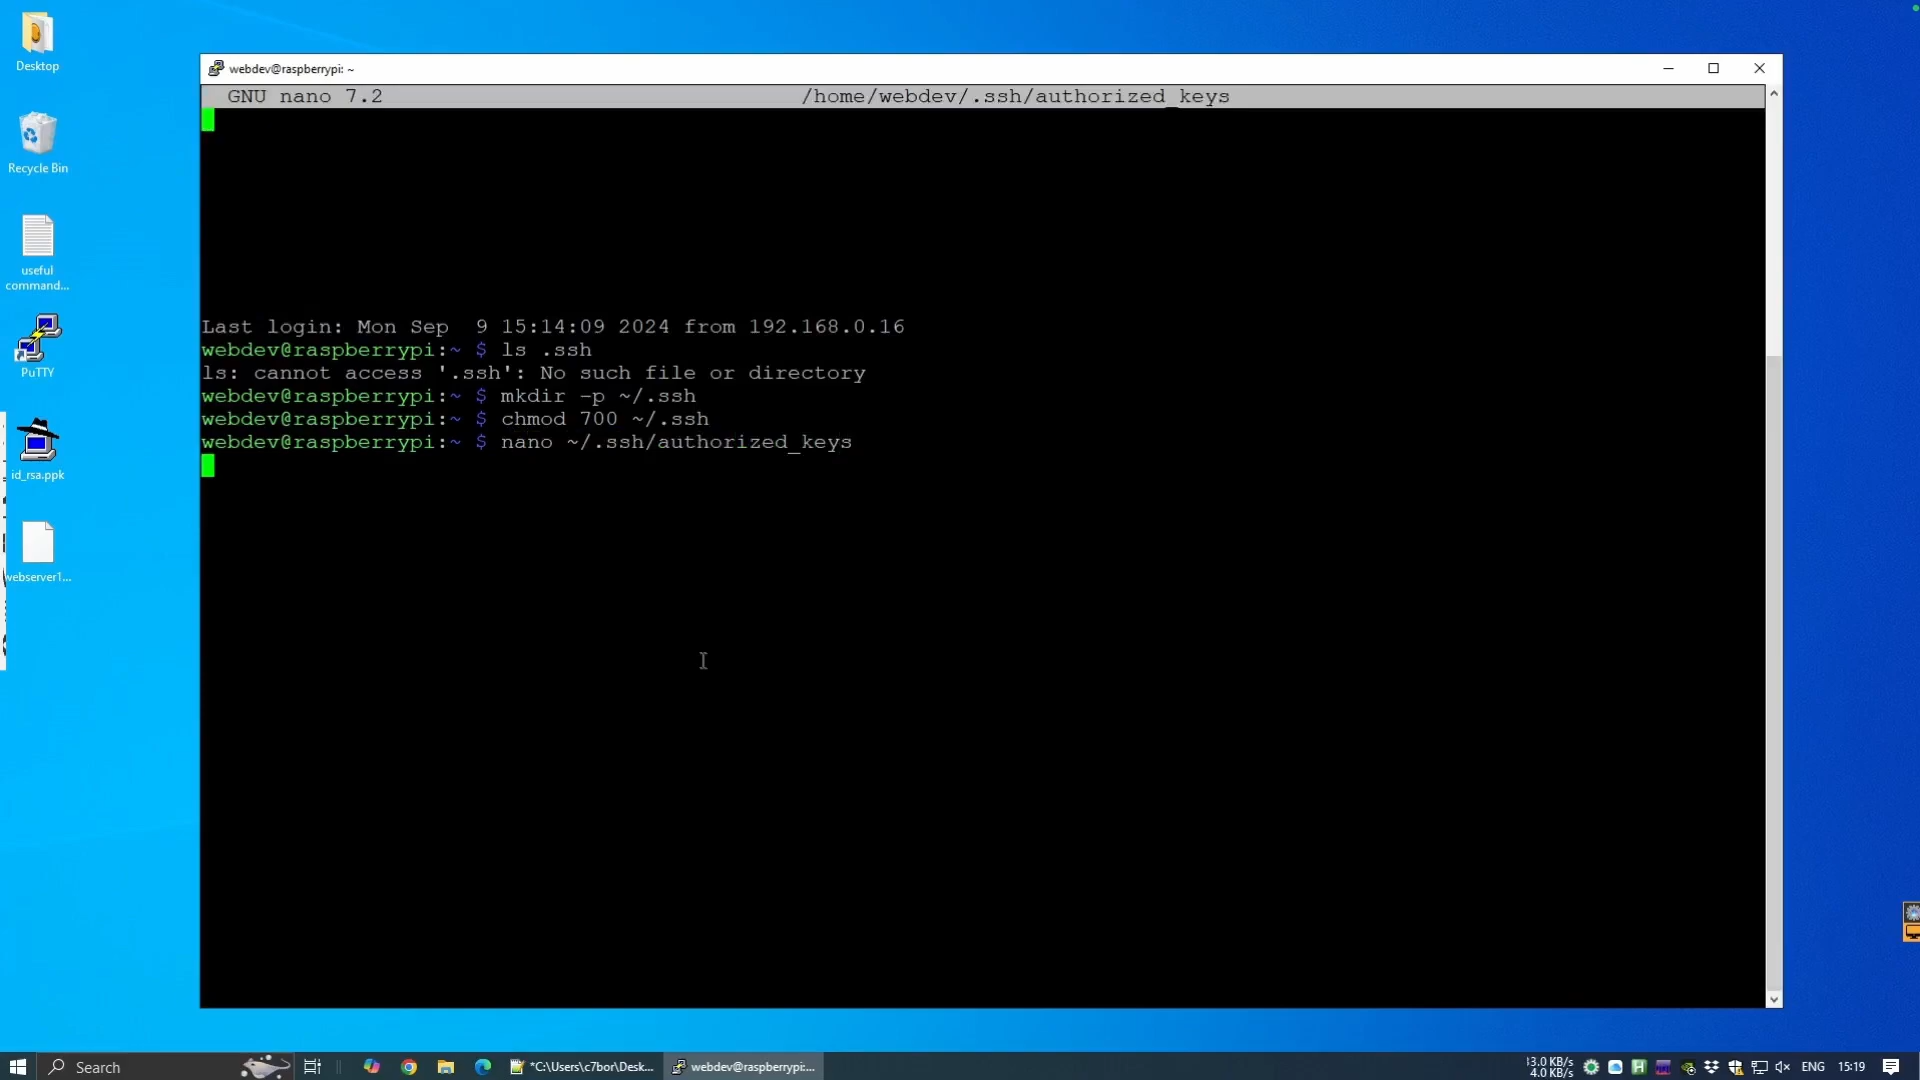 Desktop
Recycle Bin
useful
command...
PuTTY
id_rsa.ppk
webserver1...
webdev@raspberrypi: ~
GNU nano 7.2 /home/webdev/.ssh/authorized_keys
Last login: Mon Sep  9 15:14:09 2024 from 192.168.0.16
webdev@raspberrypi:~ $ ls .ssh
ls: cannot access '.ssh': No such file or directory
webdev@raspberrypi:~ $ mkdir -p ~/.ssh
webdev@raspberrypi:~ $ chmod 700 ~/.ssh
webdev@raspberrypi:~ $ nano ~/.ssh/authorized_keys
Search
*C:\Users\c7bor\Desk...
webdev@raspberrypi:...
4.0 KB/s
ENG
15:19